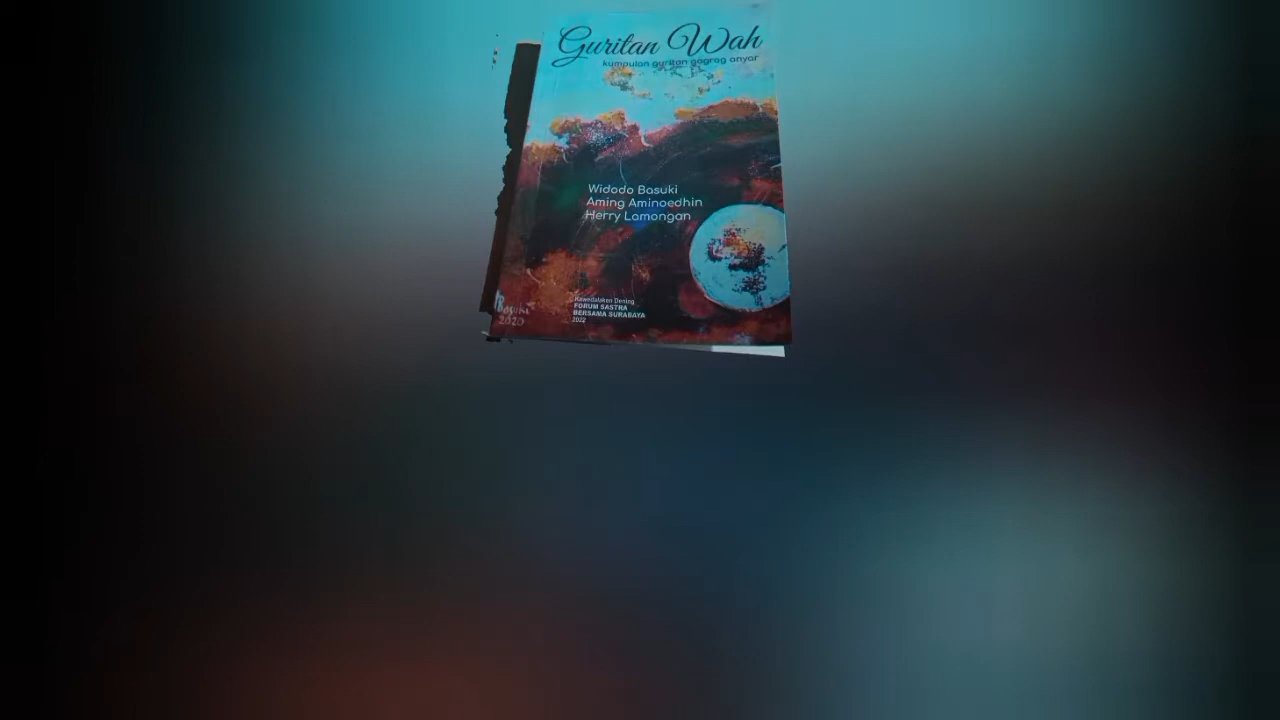 Guritan Wah
kumpulan guritan gagrag anyar
Widodo Basuki
Aming Aminoedhin
Herry Lamongan
Kawedalaken Dening
FORUM SASTRA
BERSAMA SURABAYA
2022
2020